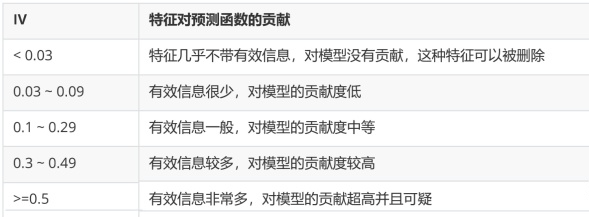 IV 特征对预测函数的贡献
< 0.03 特征几乎不带有效信息，对模型没有贡献，这种特征可以被删除
0.03 ~ 0.09 有效信息很少，对模型的贡献度低
0.1 ~ 0.29 有效信息一般，对模型的贡献度中等
0.3 ~ 0.49 有效信息较多，对模型的贡献度较高
>=0.5 有效信息非常多，对模型的贡献超高并且可疑